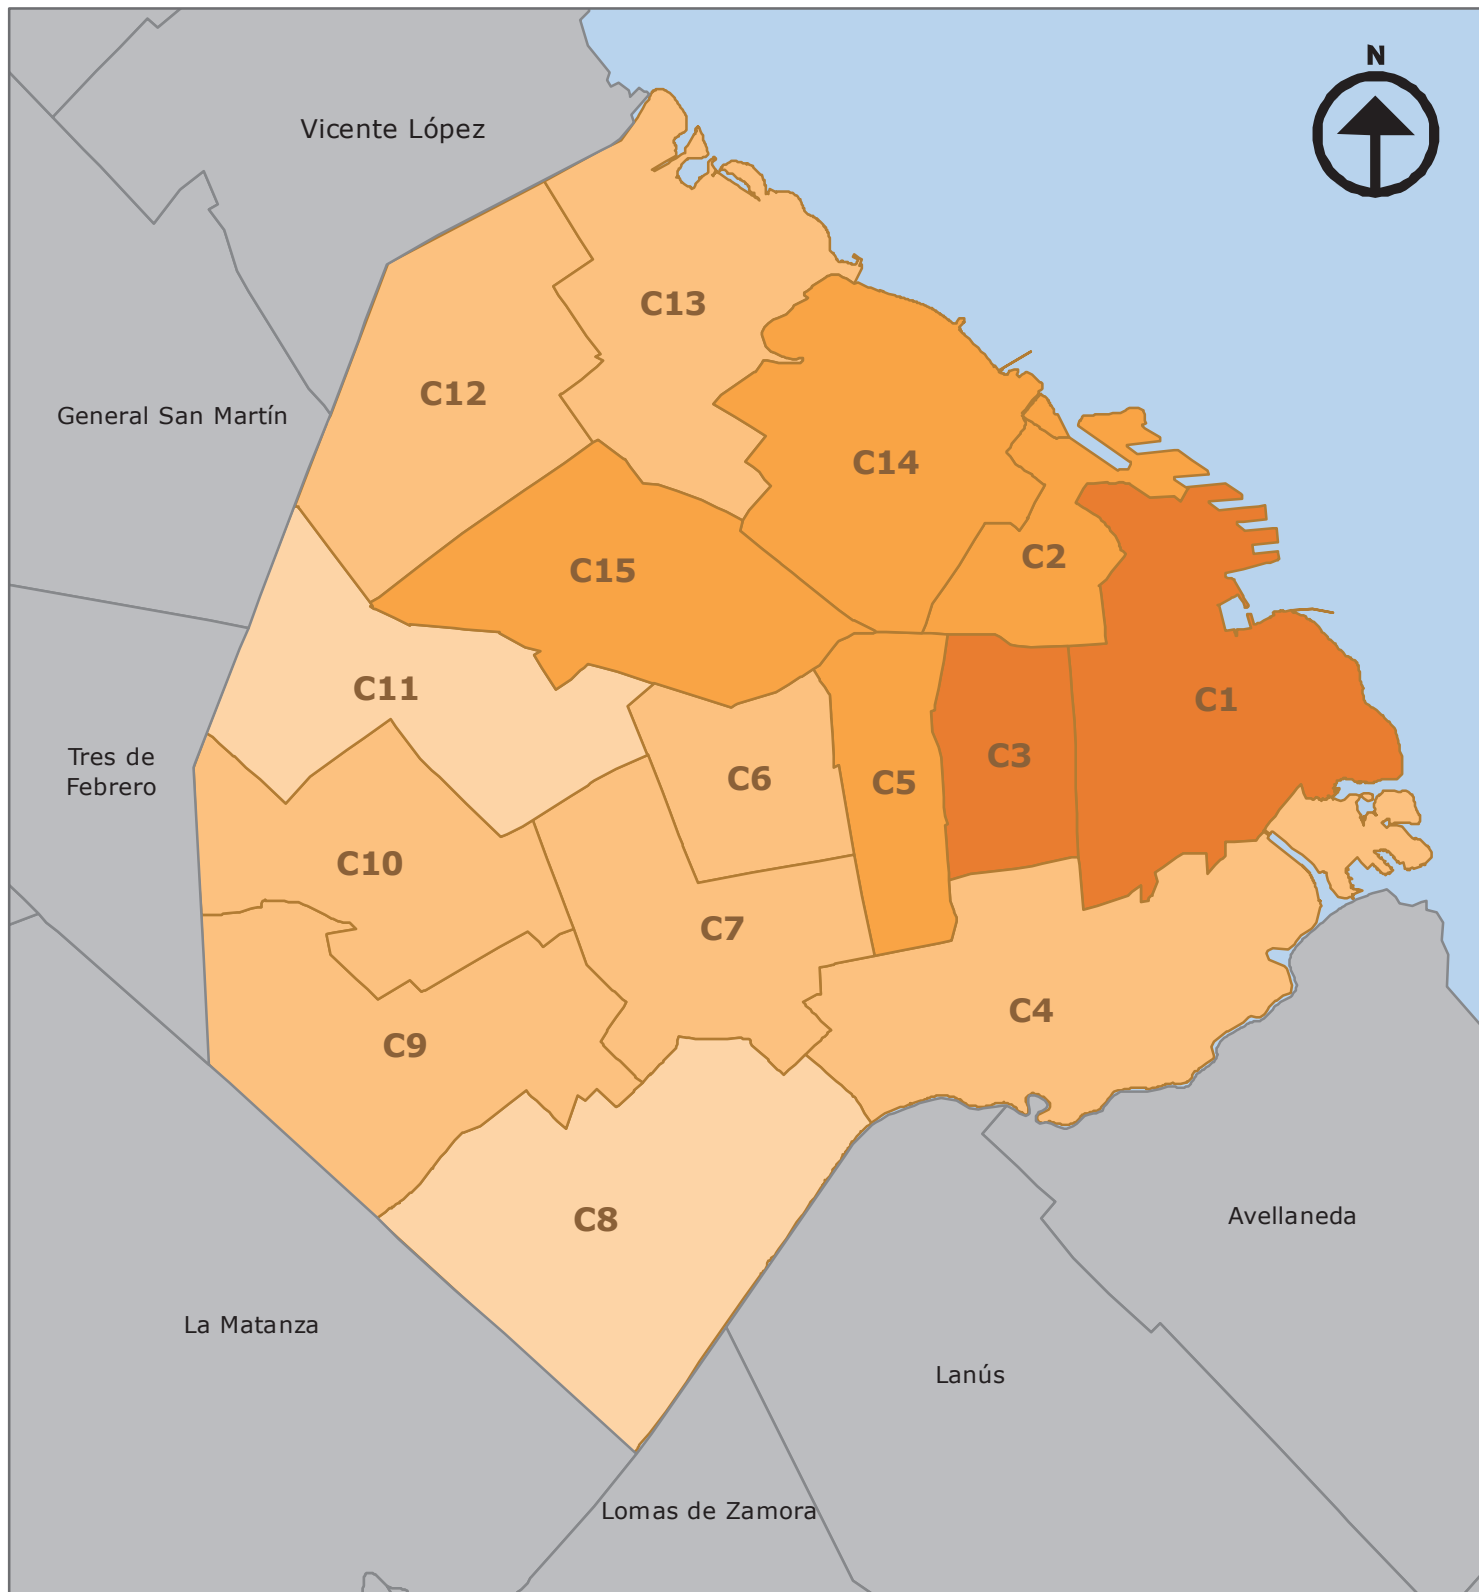 N
Vicente López
C13
C12
General San Martín
C14
C2
C15
C11
C1
C3
Tres de
Febrero
C6
C5
C10
C7
C4
C9
C8
Avellaneda
La Matanza
Lanús
Lomas de Zamora